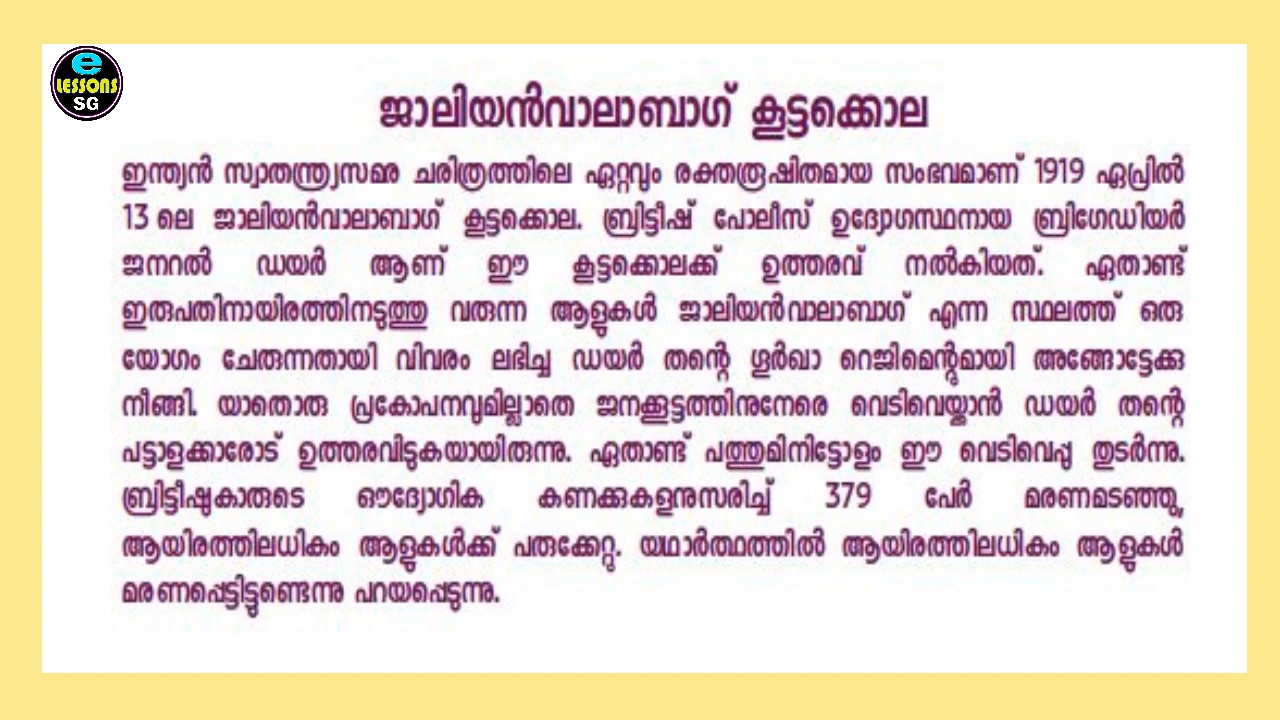 e
LESSONS
SG
ജാലിയൻവാലാബാഗ് കൂട്ടക്കൊല
ഇന്ത്യൻ സ്വാതന്ത്ര്യസമര ചരിത്രത്തിലെ ഏറ്റവും രക്തരൂഷിതമായ സംഭവമാണ് 1919 ഏപ്രിൽ
13 ലെ ജാലിയൻവാലാബാഗ് കൂട്ടക്കൊല. ബ്രിട്ടീഷ് പോലീസ് ഉദ്യോഗസ്ഥനായ ബ്രിഗേഡിയർ
ജനറൽ ഡയർ ആണ് ഈ കൂട്ടക്കൊലക്ക് ഉത്തരവ് നൽകിയത്. ഏതാണ്ട്
ഇരുപതിനായിരത്തിനടുത്തു വരുന്ന ആളുകൾ ജാലിയൻവാലാബാഗ് എന്ന സ്ഥലത്ത് ഒരു
യോഗം ചേരുന്നതായി വിവരം ലഭിച്ച ഡയർ തന്റെ ഗൂർഖാ റെജിമെന്റുമായി അങ്ങോട്ടേക്കു
നീങ്ങി. യാതൊരു പ്രകോപനവുമില്ലാതെ ജനക്കൂട്ടത്തിനുനേരെ വെടിവെയ്ക്കാൻ ഡയർ തന്റെ
പട്ടാളക്കാരോട് ഉത്തരവിടുകയായിരുന്നു. ഏതാണ്ട് പത്തുമിനിട്ടോളം ഈ വെടിവെപ്പു തുടർന്നു.
ബ്രിട്ടീഷുകാരുടെ ഔദ്യോഗിക കണക്കുകളനുസരിച്ച് 379 പേർ മരണമടഞ്ഞു,
ആയിരത്തിലധികം ആളുകൾക്ക് പരുക്കേറ്റു. യഥാർത്ഥത്തിൽ ആയിരത്തിലധികം ആളുകൾ
മരണപ്പെട്ടിട്ടുണ്ടെന്നു പറയപ്പെടുന്നു.